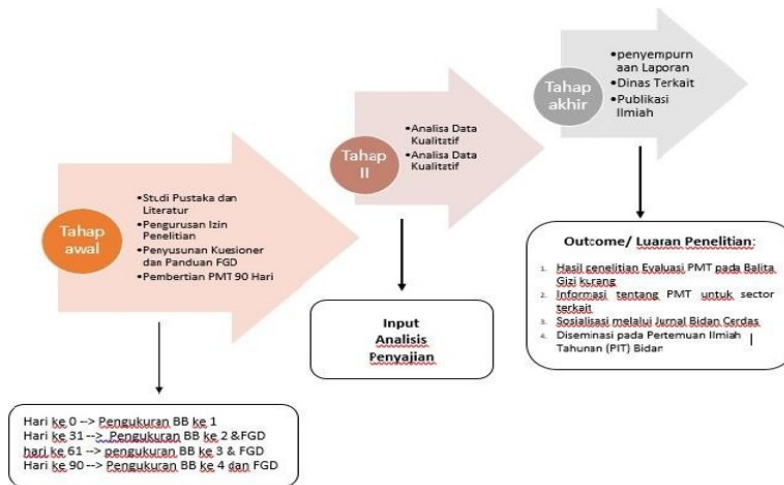 Tahap
awal
•Studi Pustaka dan
Literatur
•Pengurusan Izin
Penelitian
•Penyusunan Kuesioner
dan Panduan FGD
•Pembertian PMT 90 Hari
Hari ke 0 --> Pengukuran BB ke 1
Hari ke 31 --> Pengukuran BB ke 2 &FGD
hari ke 61 --> pengukuran BB ke 3 & FGD
Hari ke 90 --> Pengukuran BB ke 4 dan FGD
Tahap
II
•Analisa Data
Kualitatif
•Analisa Data
Kualitatif
Input
Analisis
Penyajian
Tahap
akhir
•penyempurn
aan Laporan
•Dinas Terkait
•Publikasi
Ilmiah
Outcome/ Luaran Penelitian:
1. Hasil penelitian Evaluasi PMT pada Balita
Gizi kurang
2. Informasi tentang PMT untuk sector
terkait
3. Sosialisasi melalui Jurnal Bidan Cerdas
4. Diseminasi pada Pertemuan Ilmiah
Tahunan (PIT) Bidan